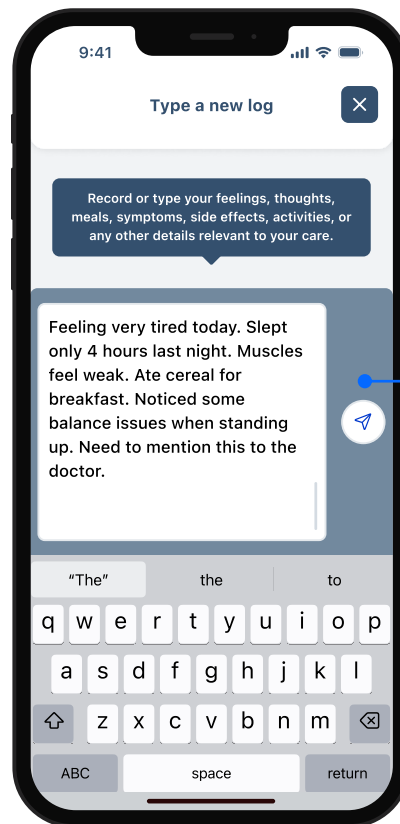 9:41
Type a new log
Record or type your feelings, thoughts,
meals, symptoms, side effects, activities, or
any other details relevant to your care.
Feeling very tired today. Slept
only 4 hours last night. Muscles
feel weak. Ate cereal for
breakfast. Noticed some
balance issues when standing
up. Need to mention this to the
doctor.
“The” the to
q w e r t y u i o p
a s d f g h j k l
z x c v b n m
ABC space return